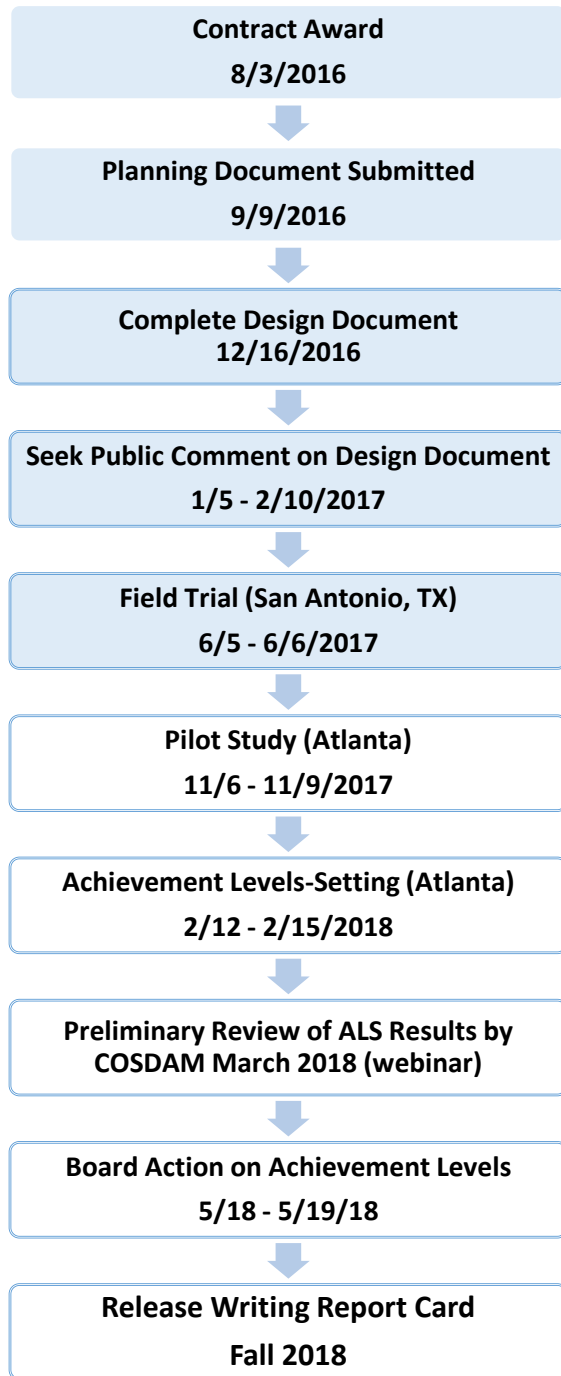 Contract Award
8/3/2016
Planning Document Submitted
9/9/2016
Complete Design Document
12/16/2016
Seek Public Comment on Design Document
1/5 - 2/10/2017
Field Trial (San Antonio, TX)
6/5 - 6/6/2017
Pilot Study (Atlanta)
11/6 - 11/9/2017
Achievement Levels-Setting (Atlanta)
2/12 - 2/15/2018
Preliminary Review of ALS Results by
COSDAM March 2018 (webinar)
Board Action on Achievement Levels
5/18 - 5/19/18
Release Writing Report Card
Fall 2018